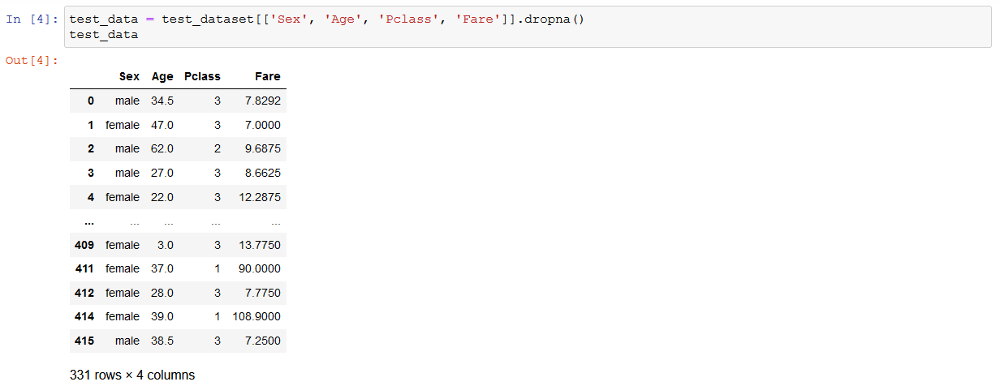 In [4]: test_data = test_dataset[['Sex', 'Age', 'Pclass', 'Fare']].dropna()
test_data
Out[4]:
Sex Age Pclass Fare
0 male 34.5 3 7.8292
1 female 47.0 3 7.0000
2 male 62.0 2 9.6875
3 male 27.0 3 8.6625
4 female 22.0 3 12.2875
... ... ... ... ...
409 female 3.0 3 13.7750
411 female 37.0 1 90.0000
412 female 28.0 3 7.7750
414 female 39.0 1 108.9000
415 male 38.5 3 7.2500
331 rows × 4 columns